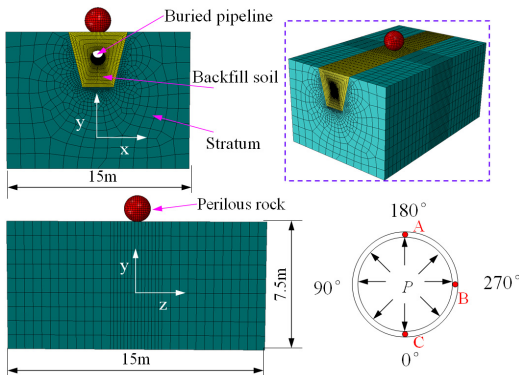 Buried pipeline
Backfill soil
y
x
Stratum
15m
Perilous rock
y
z
7.5m
15m
180°
A
90°
P
270°
B
C
0°